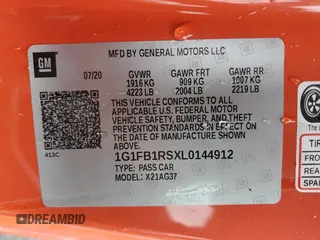 GM
MFD BY GENERAL MOTORS LLC
07/20 GVWR GAWR FRT GAWR RR
1916 KG 909 KG 1007 KG
4223 LB 2004 LB 2219 LB
THIS VEHICLE CONFORMS TO ALL
APPLICABLE U.S. FEDERAL MOTOR
VEHICLE SAFETY, BUMPER, AND
THEFT PREVENTION STANDARDS
IN EFFECT ON THE DATE OF
MANUFACTURE SHOWN
ABOVE.
413C
1G1FB1RSXL0144912
TYPE: PASS CAR
MODEL: X21AG37
TI
DREAMBID